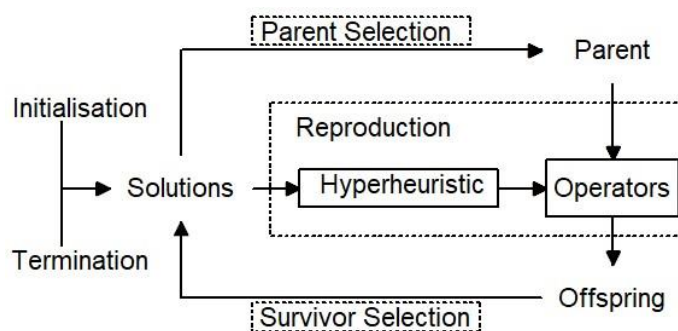 Parent Selection
Parent
Initialisation
Reproduction
Solutions
Hyperheuristic
Operators
Termination
Offspring
Survivor Selection